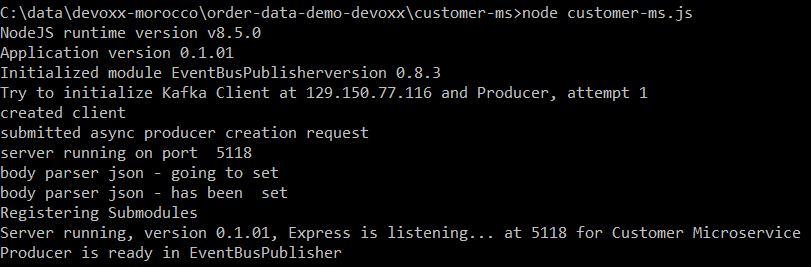 C:\data\devoxx-morocco\order-data-demo-devoxx\customer-ms>node customer-ms.js
NodeJS runtime version v8.5.0
Application version 0.1.01
Initialized module EventBusPublisherversion 0.8.3
Try to initialize Kafka Client at 129.150.77.116 and Producer, attempt 1
created client
submitted async producer creation request
server running on port  5118
body parser json - going to set
body parser json - has been  set
Registering Submodules
Server running, version 0.1.01, Express is listening... at 5118 for Customer Microservice
Producer is ready in EventBusPublisher